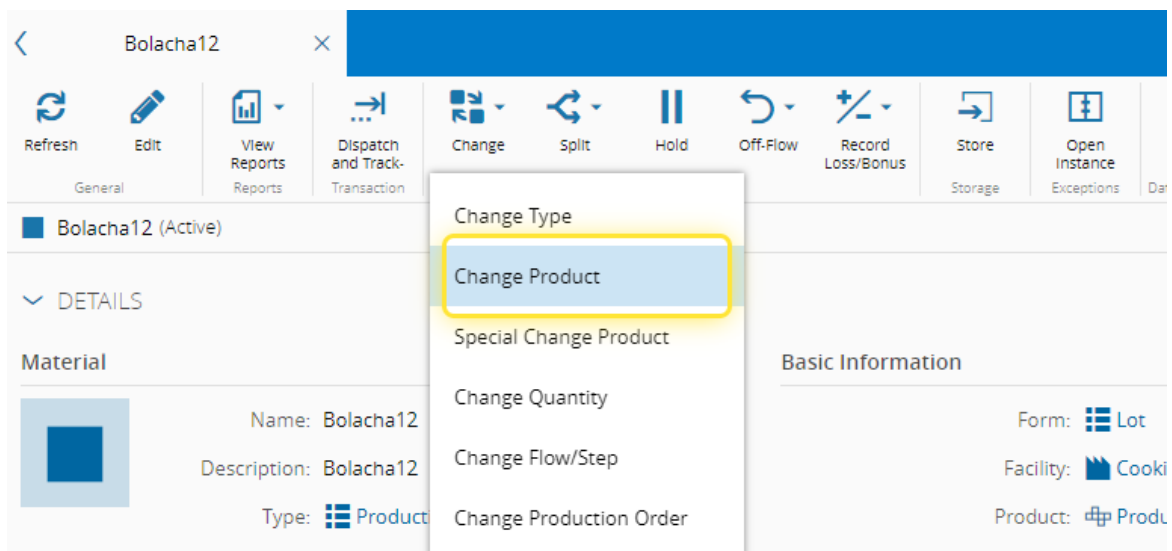 Bolacha12
Refresh
Edit
View Reports
Dispatch and Track-
Change
Split
Hold
Off-Flow
Record Loss/Bonus
Store
Open Instance
General
Reports
Transaction
Storage
Exceptions
Bolacha12 (Active)
Change Type
Change Product
Special Change Product
Change Quantity
Change Flow/Step
Change Production Order
DETAILS
Material
Name: Bolacha12
Description: Bolacha12
Type:
Basic Information
Form: Lot
Facility:
Product: